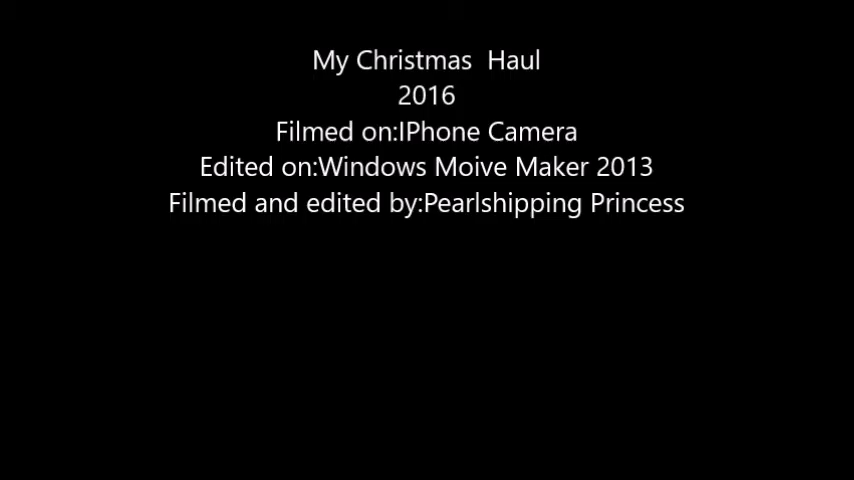 My Christmas  Haul
2016
Filmed on:IPhone Camera
Edited on:Windows Moive Maker 2013
Filmed and edited by:Pearlshipping Princess